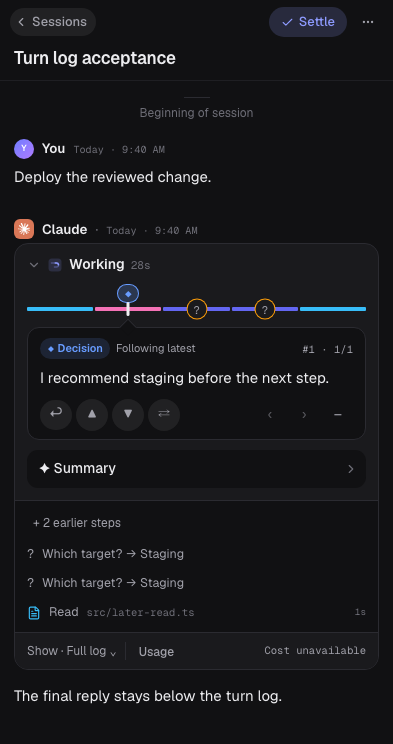 Sessions
Settle
Turn log acceptance
Beginning of session
Y You Today · 9:40 AM
Deploy the reviewed change.
Claude · Today · 9:40 AM
Working 28s
? ?
Decision Following latest #1 · 1/1
I recommend staging before the next step.
Summary
+ 2 earlier steps
? Which target? → Staging
? Which target? → Staging
Read src/later-read.ts 1s
Show · Full log Usage Cost unavailable
The final reply stays below the turn log.